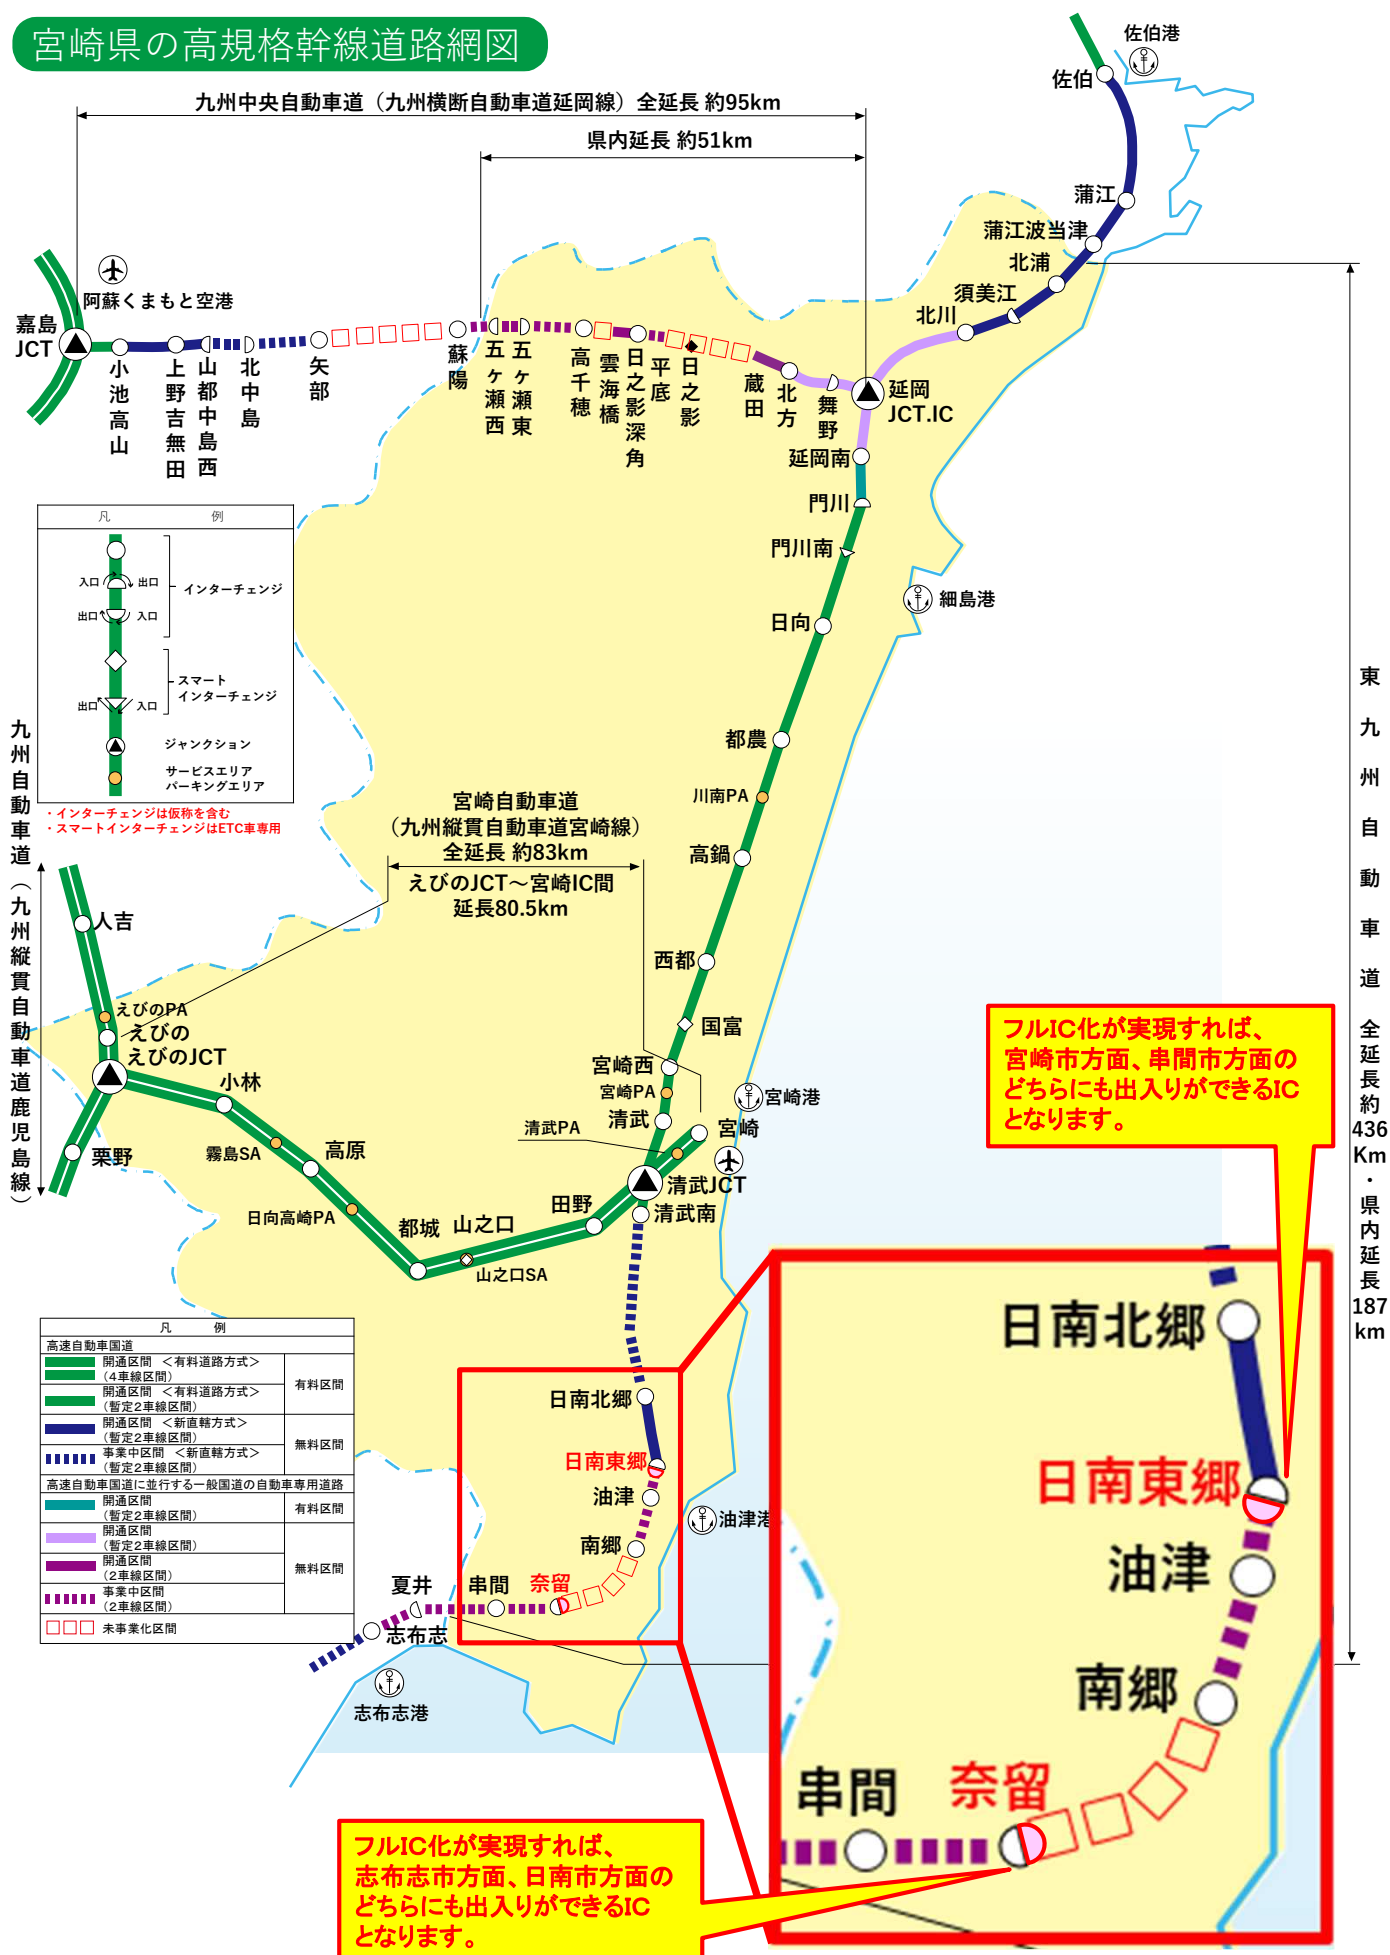 宮崎県の高規格幹線道路網図
九州中央自動車道（九州横断自動車道延岡線）全延長 約95km
県内延長 約51km
佐伯港
佐伯
蒲江
蒲江波当津
北浦
須美江
北川
阿蘇くまもと空港
嘉島
JCT
小池高山
上野吉無田
山都中島西
北中島
矢部
蘇陽
五ヶ瀬西
五ヶ瀬東
高千穂
雲海橋
日之影深角
平底
日之影
蔵田
北方
舞野
延岡
JCT.IC
延岡南
門川
門川南
日向
細島港
都農
川南PA
高鍋
西都
国富
宮崎西
宮崎PA
清武
清武PA
宮崎
宮崎港
清武JCT
清武南
田野
山之口
山之口SA
都城
日向高崎PA
高原
霧島SA
小林
えびのPA
えびの
えびのJCT
人吉
栗野
凡 例
入口 出口
インターチェンジ
出口 入口
スマート
インターチェンジ
出口 入口
ジャンクション
サービスエリア
パーキングエリア
・インターチェンジは仮称を含む
・スマートインターチェンジはETC車専用
宮崎自動車道
（九州縦貫自動車道宮崎線）
全延長 約83km
えびのJCT～宮崎IC間
延長80.5km
九州自動車道（九州縦貫自動車道鹿児島線）
東九州自動車道 全延長約436Km・県内延長187km
フルIC化が実現すれば、
宮崎市方面、串間市方面の
どちらにも出入りができるIC
となります。
凡 例
高速自動車国道
開通区間 ＜有料道路方式＞
（4車線区間）
有料区間
開通区間 ＜有料道路方式＞
（暫定2車線区間）
開通区間 ＜新直轄方式＞
（暫定2車線区間）
無料区間
事業中区間 ＜新直轄方式＞
（暫定2車線区間）
高速自動車国道に並行する一般国道の自動車専用道路
開通区間
（暫定2車線区間）
有料区間
開通区間
（暫定2車線区間）
開通区間
（2車線区間）
無料区間
事業中区間
（2車線区間）
未事業化区間
日南北郷
日南東郷
油津
油津港
南郷
奈留
串間
夏井
志布志
志布志港
日南北郷
日南東郷
油津
南郷
奈留
串間
フルIC化が実現すれば、
志布志市方面、日南市方面の
どちらにも出入りができるIC
となります。